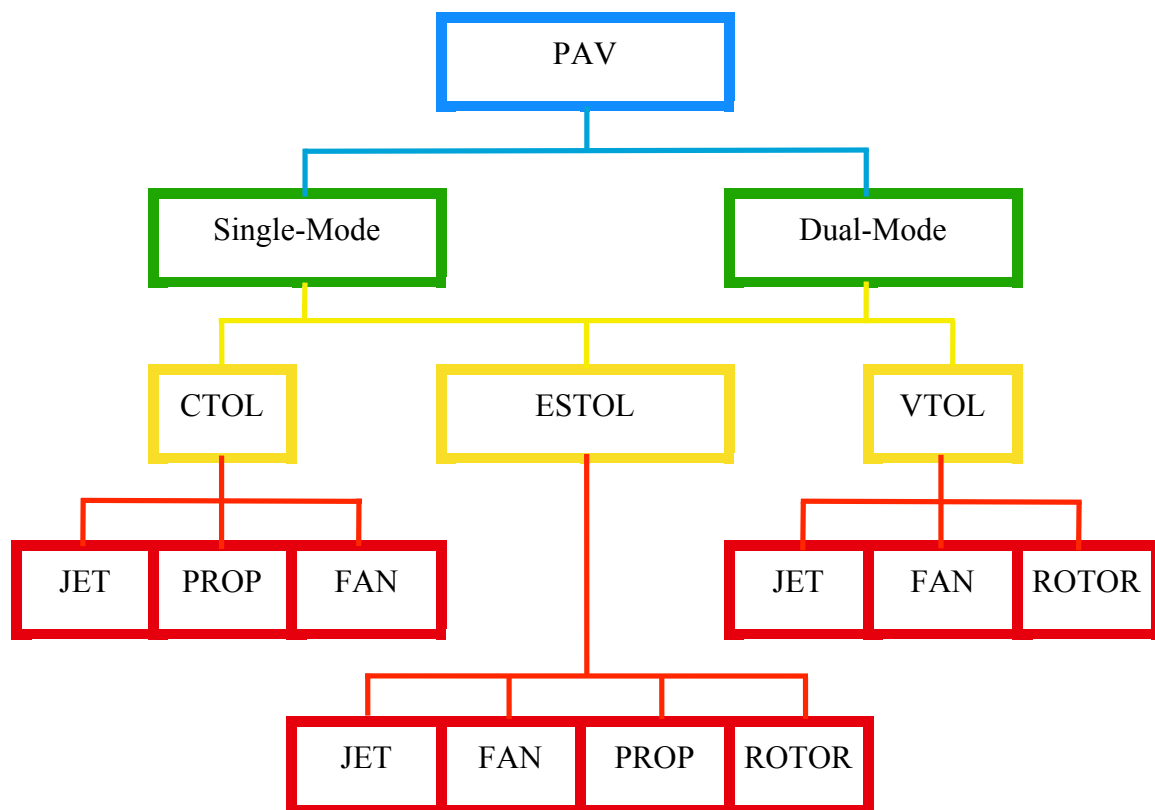 PAV
Single-Mode
Dual-Mode
CTOL
ESTOL
VTOL
JET
PROP
FAN
JET
FAN
ROTOR
JET
FAN
PROP
ROTOR